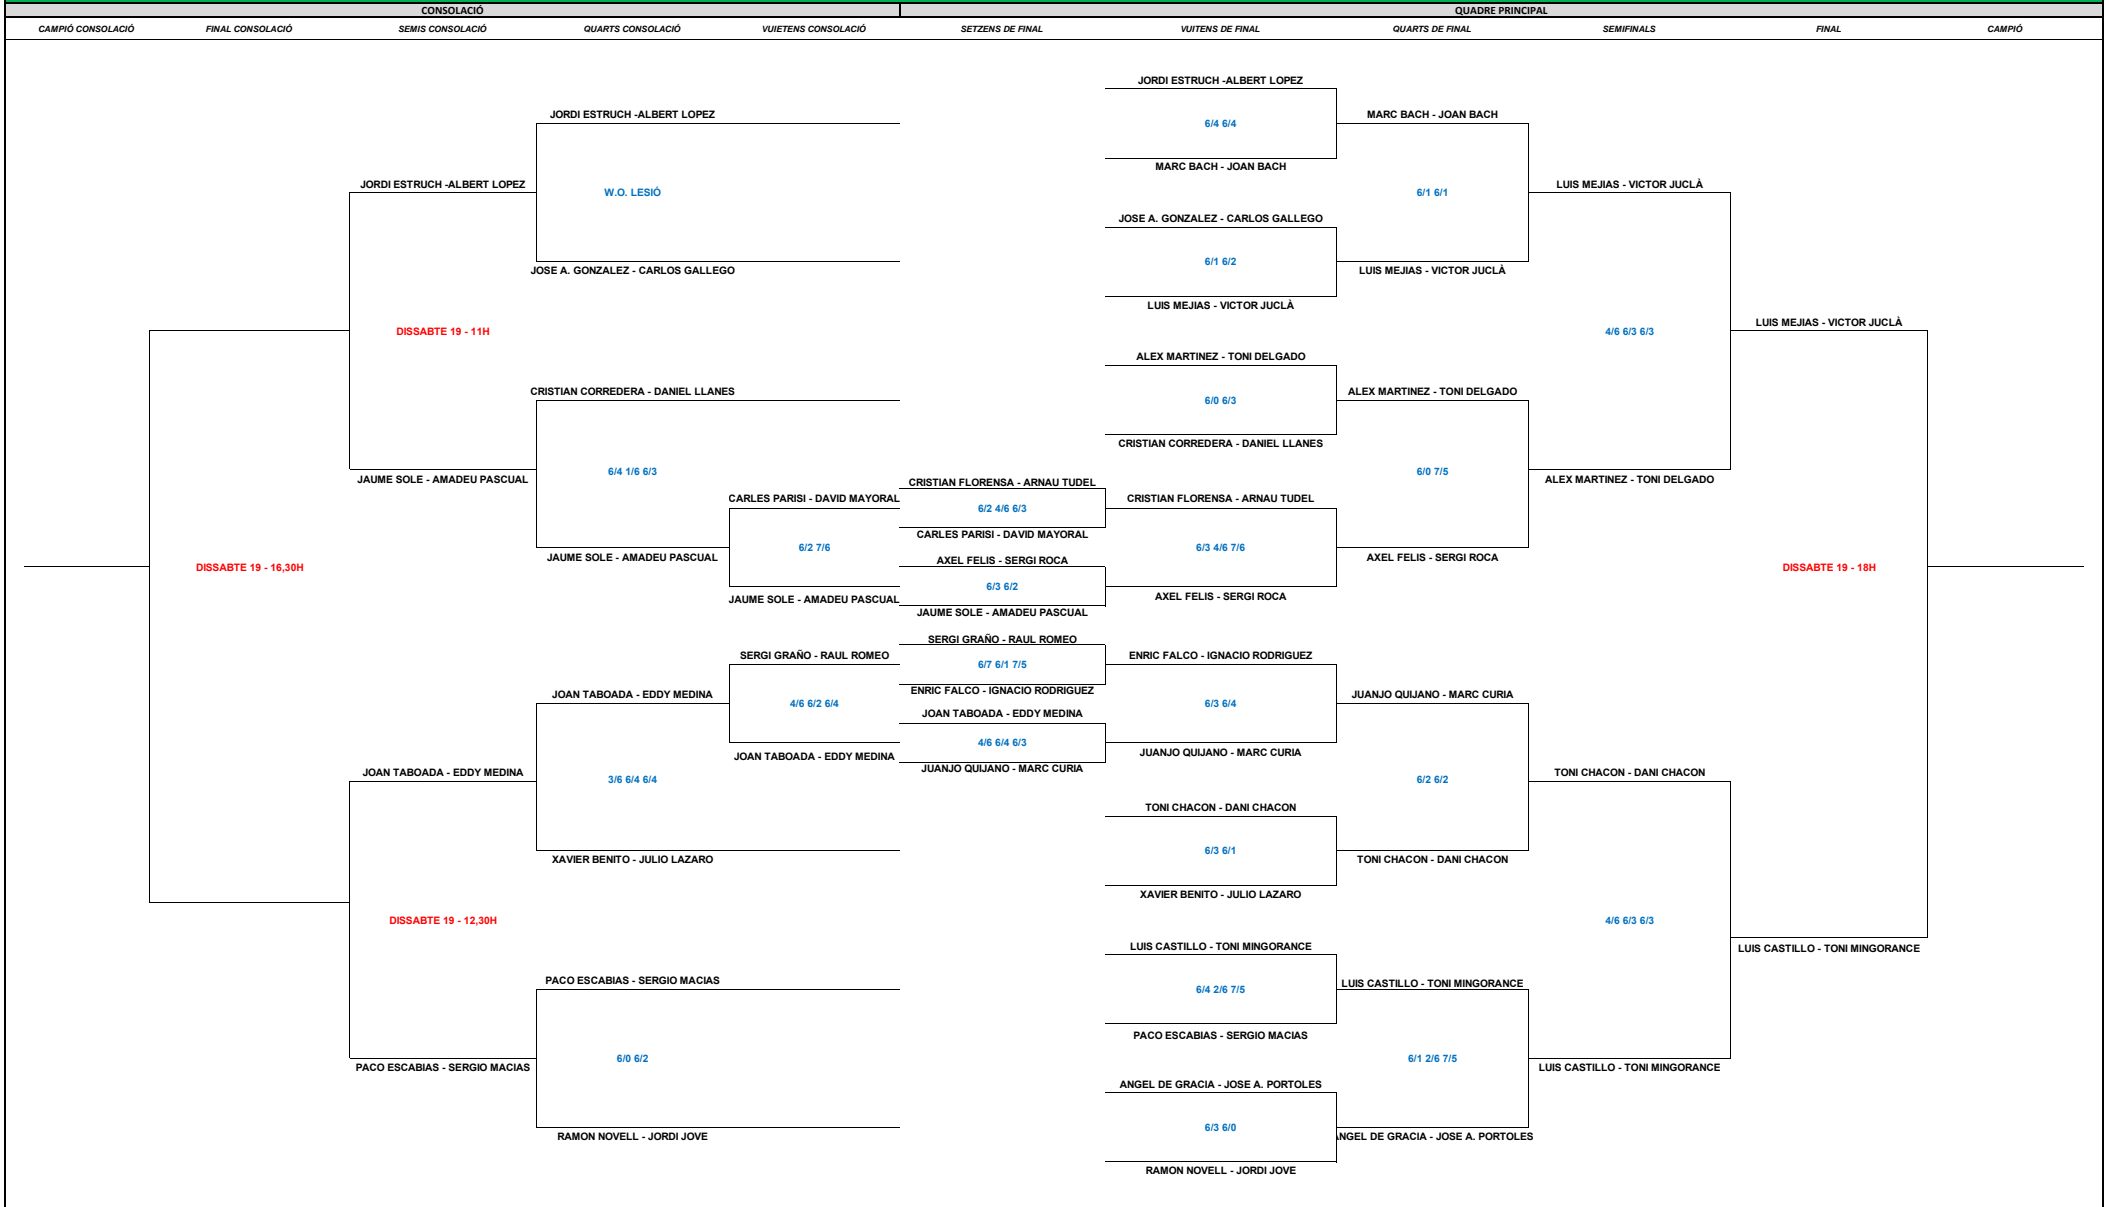 CONSOLACIÓ
QUADRE PRINCIPAL
CAMPIÓ CONSOLACIÓ
FINAL CONSOLACIÓ
SEMIS CONSOLACIÓ
QUARTS CONSOLACIÓ
VUIETENS CONSOLACIÓ
SETZENS DE FINAL
VUITENS DE FINAL
QUARTS DE FINAL
SEMIFINALS
FINAL
CAMPIÓ
DISSABTE 19 - 16,30H
JORDI ESTRUCH -ALBERT LOPEZ
DISSABTE 19 - 11H
JAUME SOLE - AMADEU PASCUAL
JOAN TABOADA - EDDY MEDINA
DISSABTE 19 - 12,30H
PACO ESCABIAS - SERGIO MACIAS
JORDI ESTRUCH -ALBERT LOPEZ
W.O. LESIÓ
JOSE A. GONZALEZ - CARLOS GALLEGO
CRISTIAN CORREDERA - DANIEL LLANES
6/4 1/6 6/3
JAUME SOLE - AMADEU PASCUAL
JOAN TABOADA - EDDY MEDINA
3/6 6/4 6/4
XAVIER BENITO - JULIO LAZARO
PACO ESCABIAS - SERGIO MACIAS
6/0 6/2
RAMON NOVELL - JORDI JOVE
CARLES PARISI - DAVID MAYORAL
6/2 7/6
JAUME SOLE - AMADEU PASCUAL
SERGI GRAÑO - RAUL ROMEO
4/6 6/2 6/4
JOAN TABOADA - EDDY MEDINA
CRISTIAN FLORENSA - ARNAU TUDEL
6/2 4/6 6/3
CARLES PARISI - DAVID MAYORAL
AXEL FELIS - SERGI ROCA
6/3 6/2
JAUME SOLE - AMADEU PASCUAL
SERGI GRAÑO - RAUL ROMEO
6/7 6/1 7/5
ENRIC FALCO - IGNACIO RODRIGUEZ
JOAN TABOADA - EDDY MEDINA
4/6 6/4 6/3
JUANJO QUIJANO - MARC CURIA
JORDI ESTRUCH -ALBERT LOPEZ
6/4 6/4
MARC BACH - JOAN BACH
JOSE A. GONZALEZ - CARLOS GALLEGO
6/1 6/2
LUIS MEJIAS - VICTOR JUCLÀ
ALEX MARTINEZ - TONI DELGADO
6/0 6/3
CRISTIAN CORREDERA - DANIEL LLANES
CRISTIAN FLORENSA - ARNAU TUDEL
6/3 4/6 7/6
AXEL FELIS - SERGI ROCA
ENRIC FALCO - IGNACIO RODRIGUEZ
6/3 6/4
JUANJO QUIJANO - MARC CURIA
TONI CHACON - DANI CHACON
6/3 6/1
XAVIER BENITO - JULIO LAZARO
LUIS CASTILLO - TONI MINGORANCE
6/4 2/6 7/5
PACO ESCABIAS - SERGIO MACIAS
ANGEL DE GRACIA - JOSE A. PORTOLES
6/3 6/0
RAMON NOVELL - JORDI JOVE
MARC BACH - JOAN BACH
6/1 6/1
LUIS MEJIAS - VICTOR JUCLÀ
ALEX MARTINEZ - TONI DELGADO
6/0 7/5
AXEL FELIS - SERGI ROCA
JUANJO QUIJANO - MARC CURIA
6/2 6/2
TONI CHACON - DANI CHACON
LUIS CASTILLO - TONI MINGORANCE
6/1 2/6 7/5
ANGEL DE GRACIA - JOSE A. PORTOLES
LUIS MEJIAS - VICTOR JUCLÀ
4/6 6/3 6/3
ALEX MARTINEZ - TONI DELGADO
TONI CHACON - DANI CHACON
4/6 6/3 6/3
LUIS CASTILLO - TONI MINGORANCE
LUIS MEJIAS - VICTOR JUCLÀ
DISSABTE 19 - 18H
LUIS CASTILLO - TONI MINGORANCE